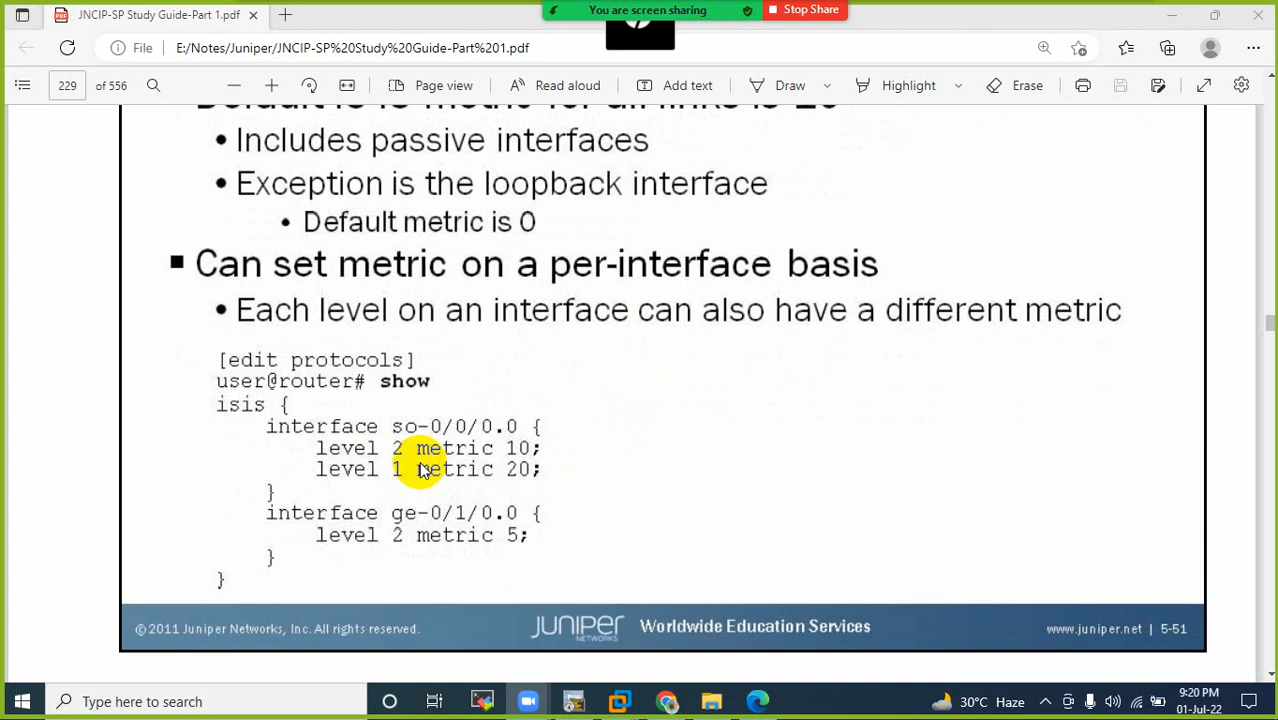 JNCIP-SP Study Guide-Part 1.pdf
You are screen sharing
Stop Share
File
E:/Notes/Juniper/JNCIP-SP%20Study%20Guide-Part%201.pdf
229 of 556
Page view
Read aloud
Add text
Draw
Highlight
Erase
• Includes passive interfaces
• Exception is the loopback interface
• Default metric is 0
■ Can set metric on a per-interface basis
• Each level on an interface can also have a different metric
[edit protocols]
user@router# show
isis {
interface so-0/0/0.0 {
level 2 metric 10;
level 1 metric 20;
}
interface ge-0/1/0.0 {
level 2 metric 5;
}
}
© 2011 Juniper Networks, Inc. All rights reserved.
JUNIPER
NETWORKS
Worldwide Education Services
www.juniper.net | 5-51
Type here to search
30°C Haze
9:20 PM
01-Jul-22